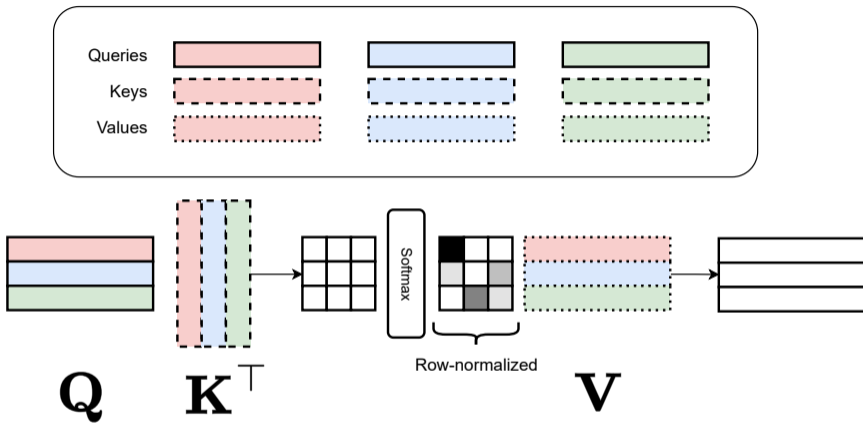 Queries
Keys
Values
Softmax
Row-normalized
Q
K⊤
V